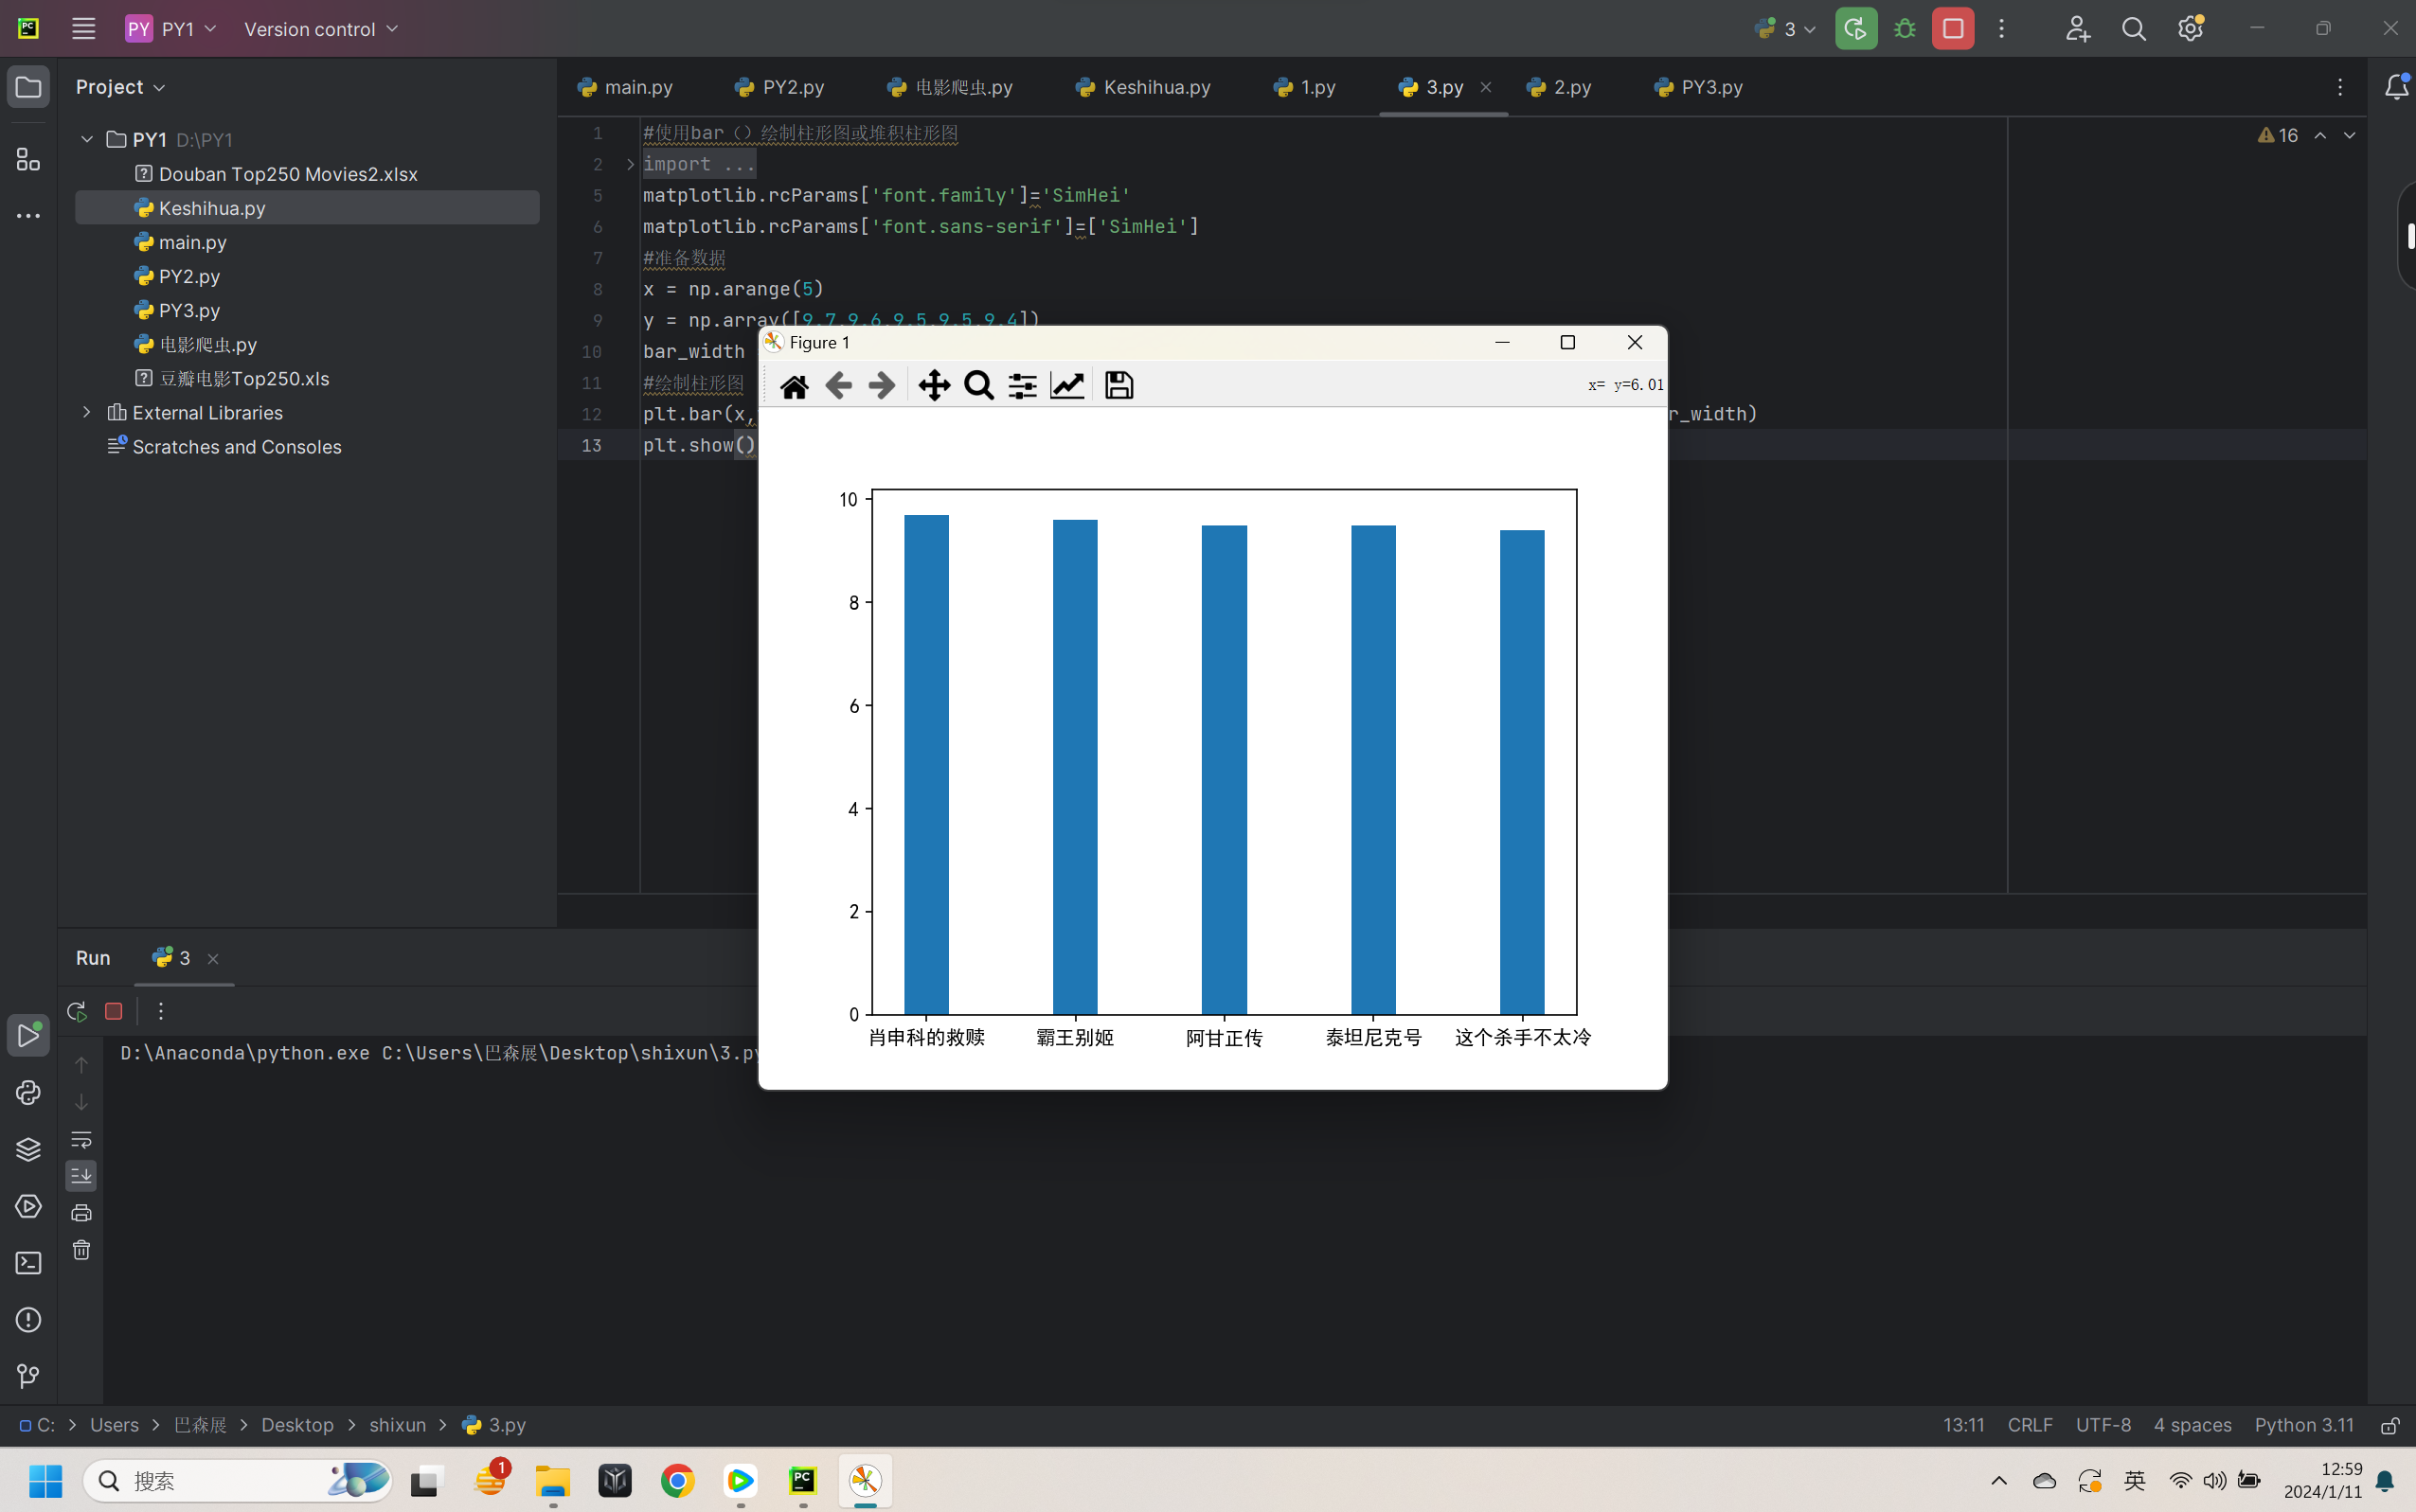 PY PY1 Version control 3
Project
main.py PY2.py 电影爬虫.py Keshihua.py 1.py 3.py 2.py PY3.py
PY1 D:\PY1
Douban Top250 Movies2.xlsx
Keshihua.py
main.py
PY2.py
PY3.py
电影爬虫.py
豆瓣电影Top250.xls
External Libraries
Scratches and Consoles
16
1 #使用bar（）绘制柱形图或堆积柱形图
2 import ...
5 matplotlib.rcParams['font.family']='SimHei'
6 matplotlib.rcParams['font.sans-serif']=['SimHei']
7 #准备数据
8 x = np.arange(5)
9 y = np.array([9.7,9.6,9.5,9.5,9.4])
10 bar_width
11 #绘制柱形图
12 plt.bar(x, r_width)
13 plt.show()
Figure 1
x= y=6.01
10
8
6
4
2
0
肖申科的救赎 霸王别姬 阿甘正传 泰坦尼克号 这个杀手不太冷
Run 3
D:\Anaconda\python.exe C:\Users\巴森展\Desktop\shixun\3.py
C: Users 巴森展 Desktop shixun 3.py
13:11 CRLF UTF-8 4 spaces Python 3.11
搜索
1
PC
英
12:59
2024/1/11